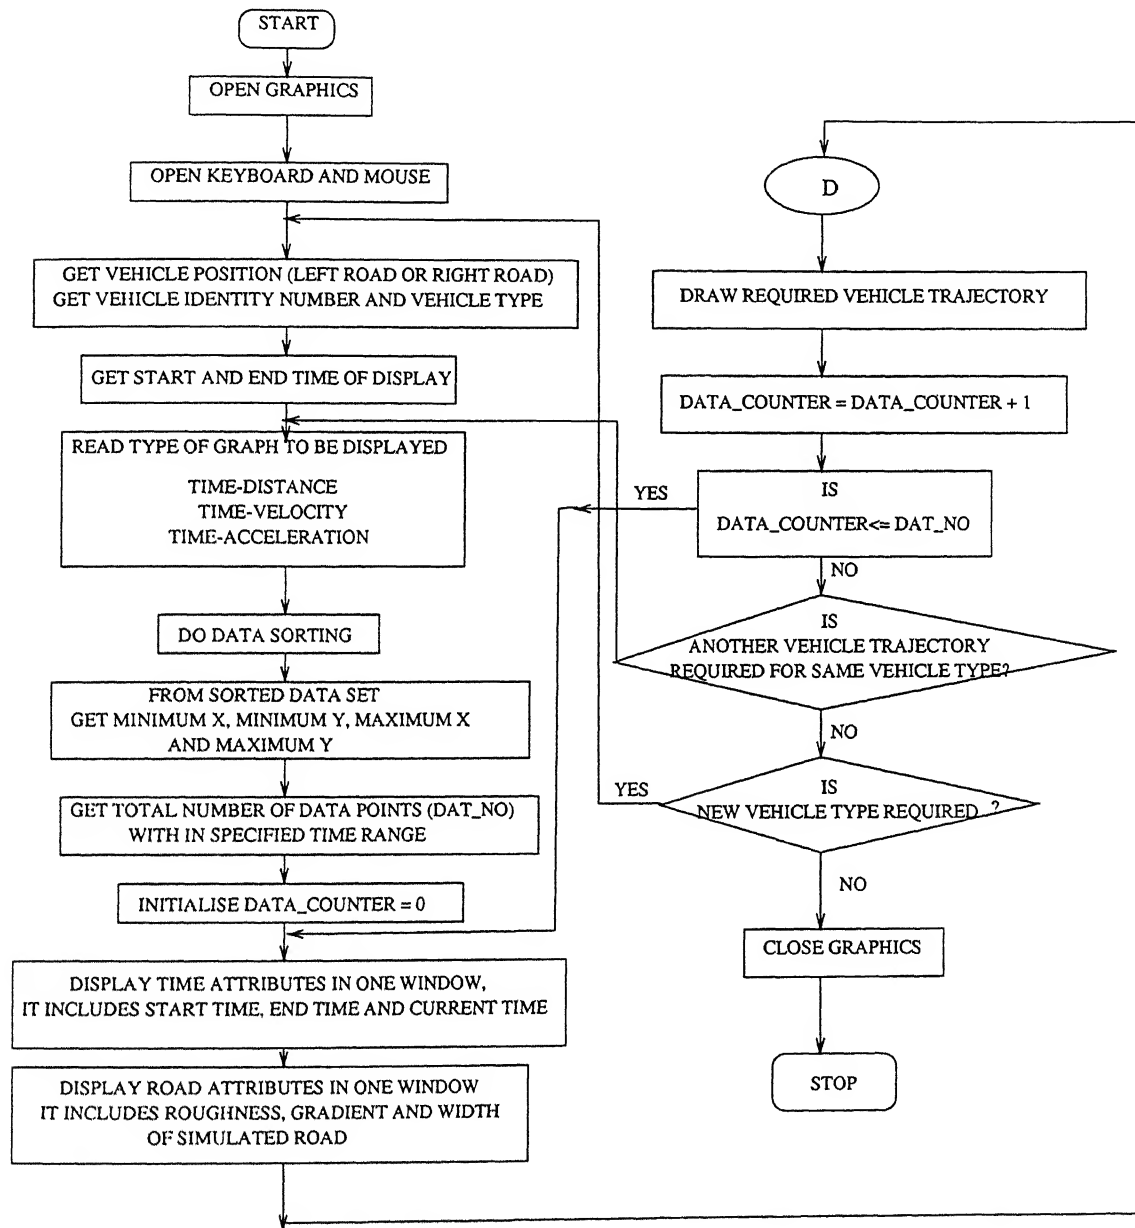 START
OPEN GRAPHICS
OPEN KEYBOARD AND MOUSE
GET VEHICLE POSITION (LEFT ROAD OR RIGHT ROAD)
GET VEHICLE IDENTITY NUMBER AND VEHICLE TYPE
GET START AND END TIME OF DISPLAY
READ TYPE OF GRAPH TO BE DISPLAYED
TIME-DISTANCE
TIME-VELOCITY
TIME-ACCELERATION
DO DATA SORTING
FROM SORTED DATA SET
GET MINIMUM X, MINIMUM Y, MAXIMUM X
AND MAXIMUM Y
GET TOTAL NUMBER OF DATA POINTS (DAT_NO)
WITH IN SPECIFIED TIME RANGE
INITIALISE DATA_COUNTER = 0
DISPLAY TIME ATTRIBUTES IN ONE WINDOW,
IT INCLUDES START TIME, END TIME AND CURRENT TIME
DISPLAY ROAD ATTRIBUTES IN ONE WINDOW
IT INCLUDES ROUGHNESS, GRADIENT AND WIDTH
OF SIMULATED ROAD
D
DRAW REQUIRED VEHICLE TRAJECTORY
DATA_COUNTER = DATA_COUNTER + 1
YES
IS
DATA_COUNTER<= DAT_NO
NO
IS
ANOTHER VEHICLE TRAJECTORY
REQUIRED FOR SAME VEHICLE TYPE?
NO
YES
IS
NEW VEHICLE TYPE REQUIRED ?
NO
CLOSE GRAPHICS
STOP